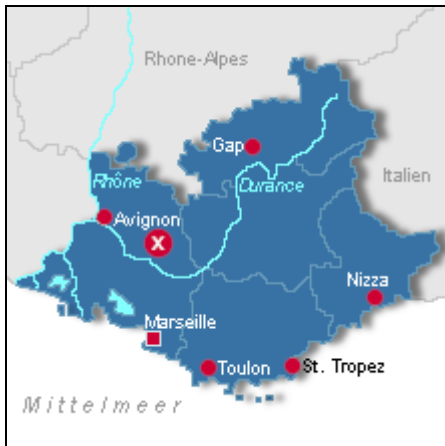 Rhone-Alpes
Gap
Rhône
Durance
Italien
Avignon
X
Nizza
Marseille
Toulon
St. Tropez
Mittelmeer